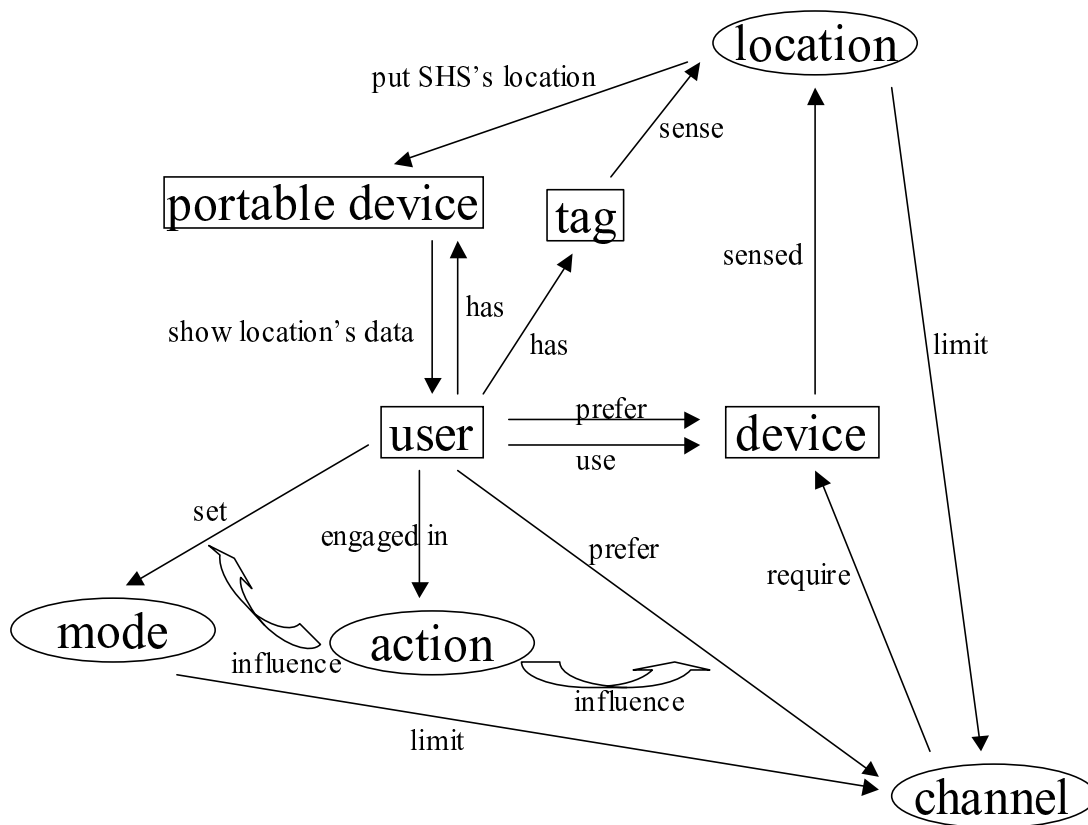 location
put SHS's location
sense
portable device
tag
sensed
has
show location's data
has
limit
prefer
user
device
use
set
engaged in
prefer
require
mode
action
influence
influence
limit
channel